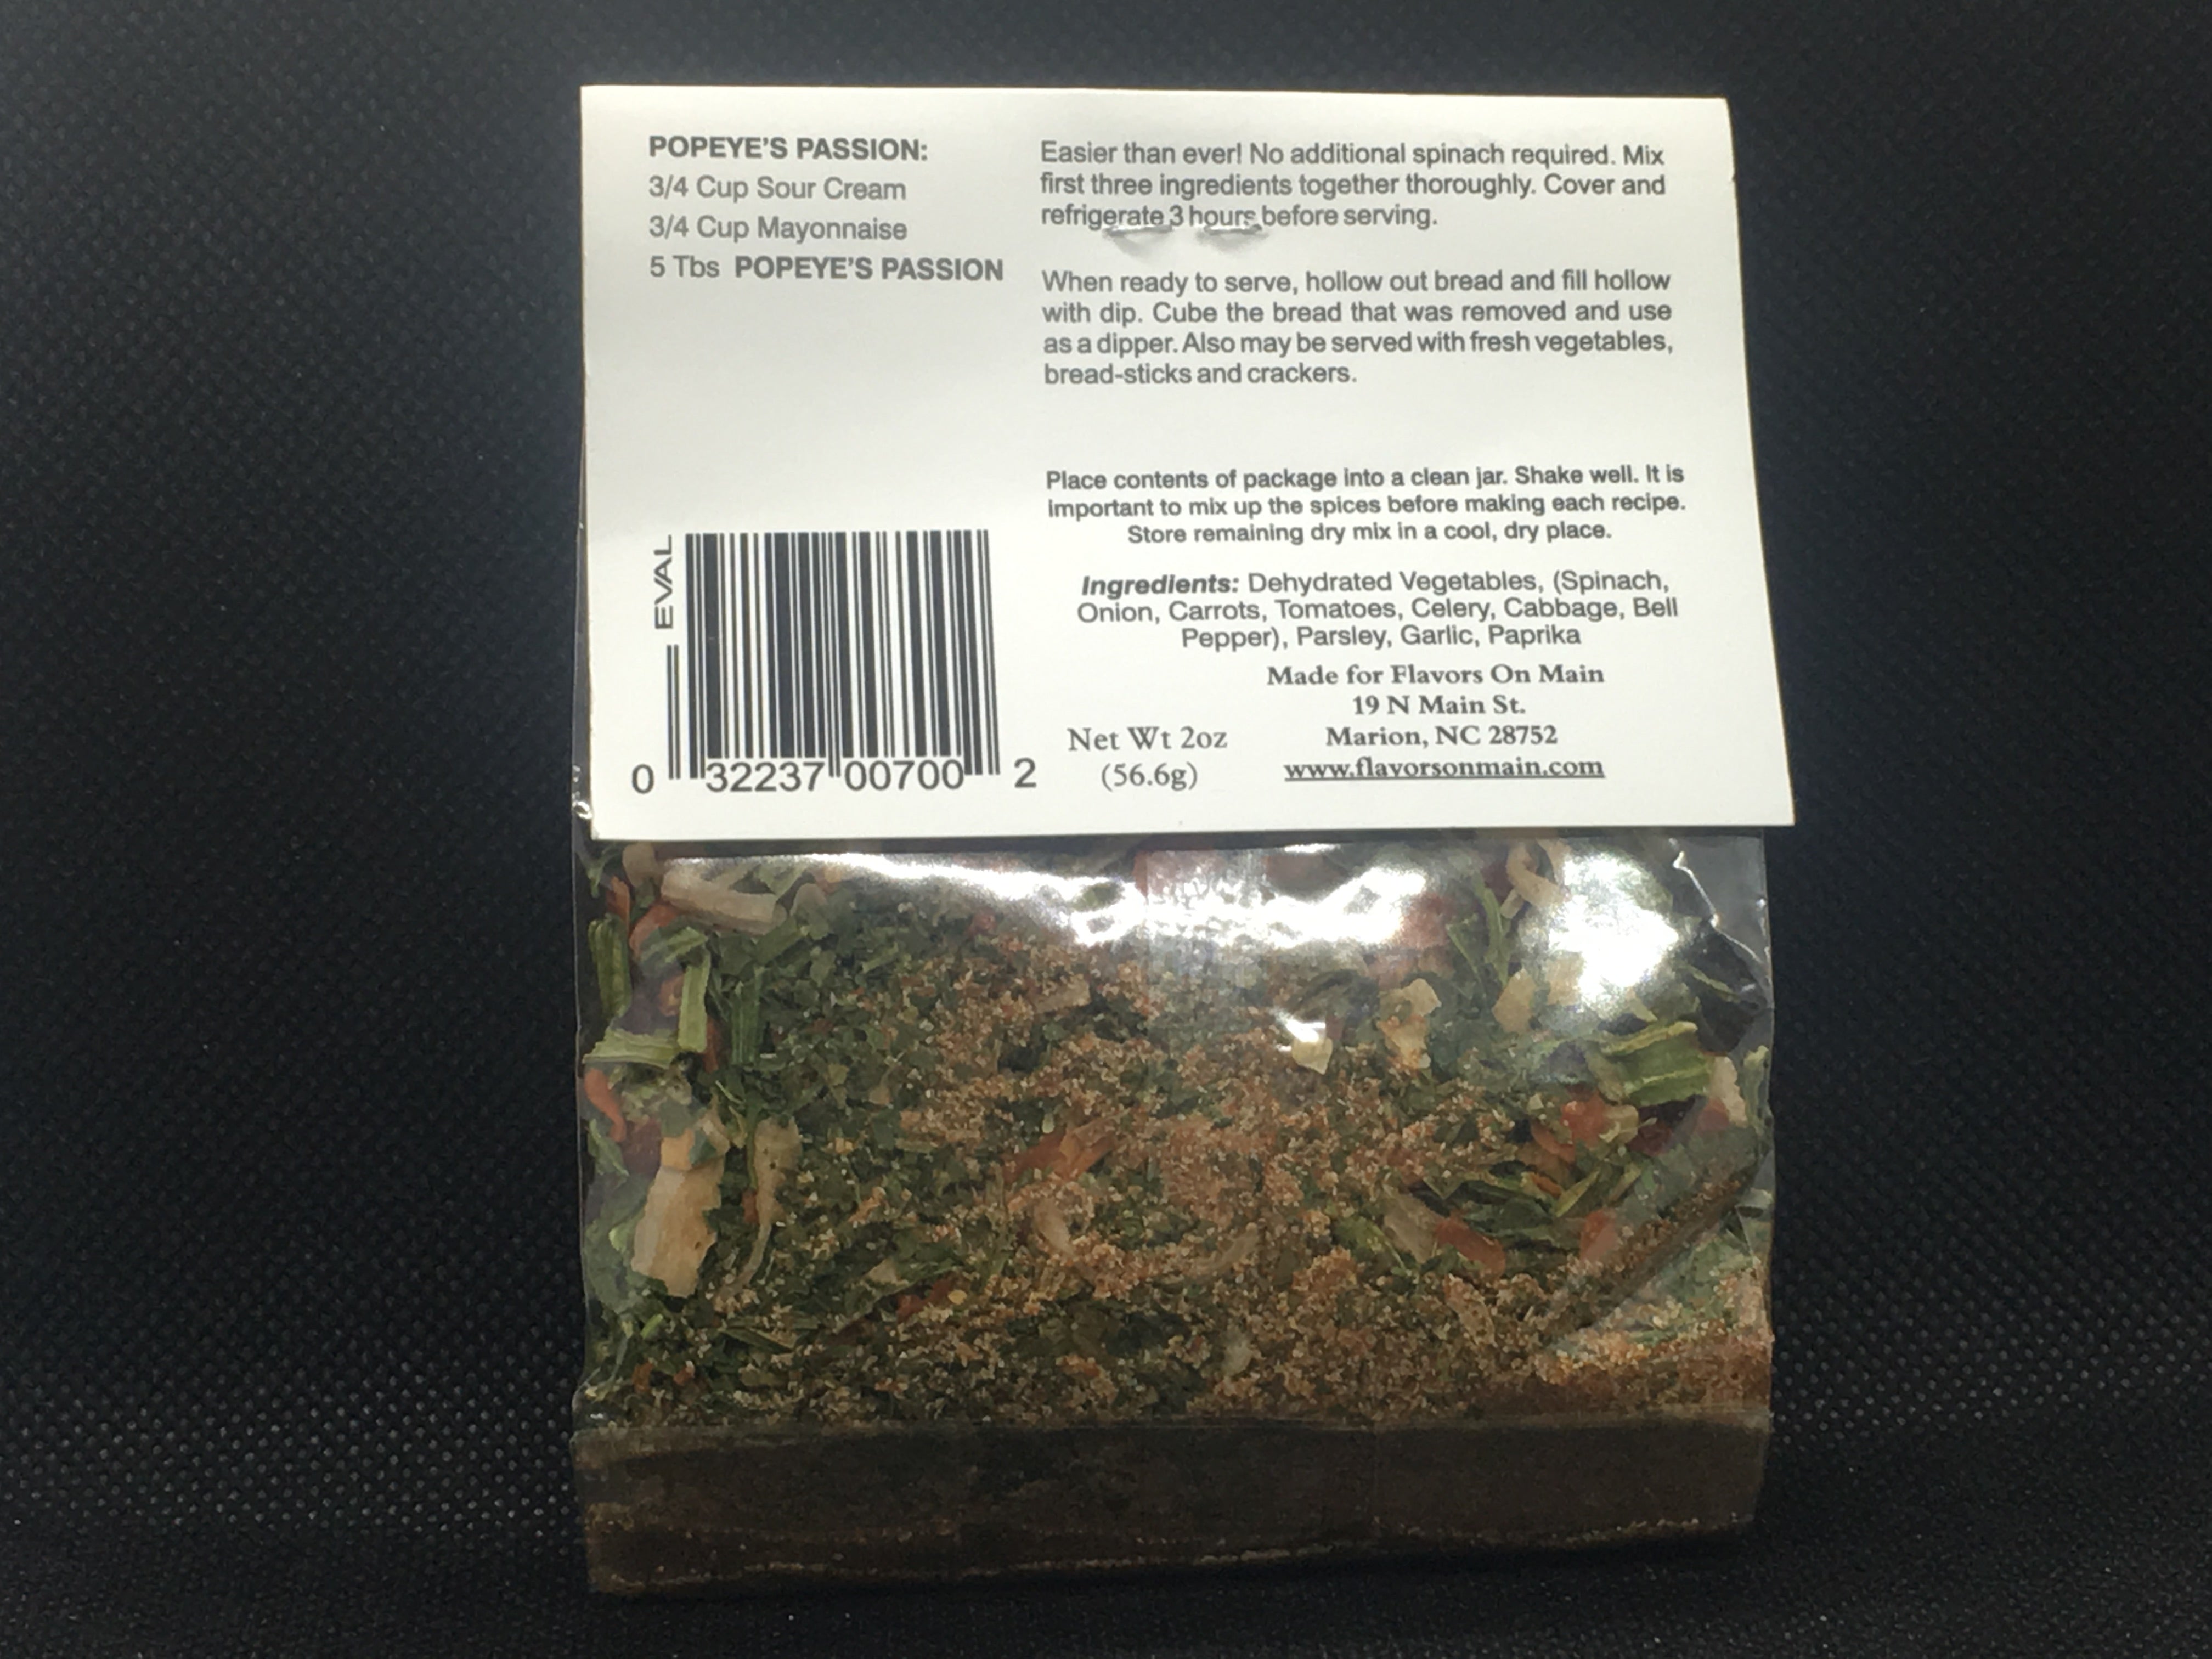 POPEYE'S PASSION:
3/4 Cup Sour Cream
3/4 Cup Mayonnaise
5 Tbs POPEYE'S PASSION
Easier than ever! No additional spinach required. Mix
first three ingredients together thoroughly. Cover and
refrigerate 3 hours before serving.
When ready to serve, hollow out bread and fill hollow
with dip. Cube the bread that was removed and use
as a dipper. Also may be served with fresh vegetables,
bread-sticks and crackers.
Place contents of package into a clean jar. Shake well. It is
important to mix up the spices before making each recipe.
Store remaining dry mix in a cool, dry place.
Ingredients: Dehydrated Vegetables, (Spinach,
Onion, Carrots, Tomatoes, Celery, Cabbage, Bell
Pepper), Parsley, Garlic, Paprika
Made for Flavors On Main
19 N Main St.
Marion, NC 28752
www.flavorsonmain.com
Net Wt 2oz
(56.6g)
EVAL
0 32237 00700 2